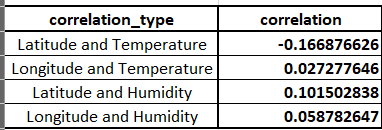 correlation_type correlation
Latitude and Temperature -0.166876626
Longitude and Temperature 0.027277646
Latitude and Humidity 0.101502838
Longitude and Humidity 0.058782647